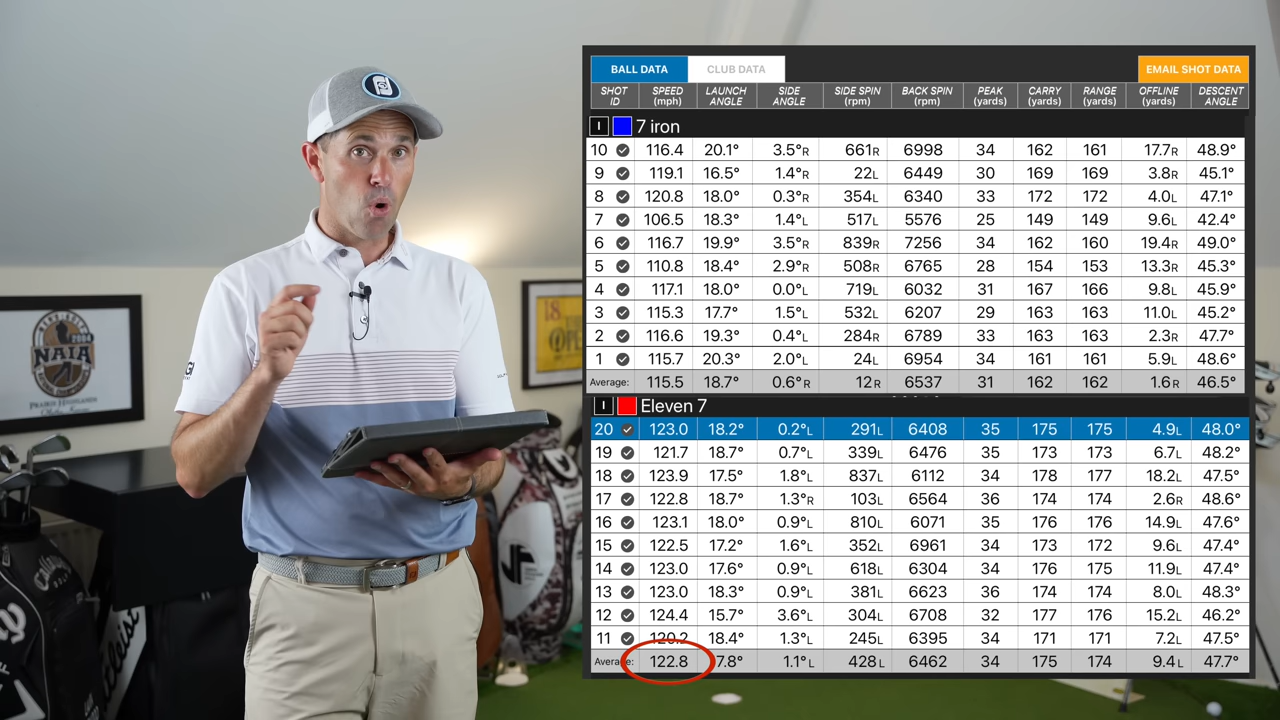 BALL DATA CLUB DATA EMAIL SHOT DATA
SHOT ID SPEED (mph) LAUNCH ANGLE SIDE ANGLE SIDE SPIN (rpm) BACK SPIN (rpm) PEAK (yards) CARRY (yards) RANGE (yards) OFFLINE (yards) DESCENT ANGLE
I 7 iron
10 116.4 20.1° 3.5°R 661R 6998 34 162 161 17.7R 48.9°
9 119.1 16.5° 1.4°R 22L 6449 30 169 169 3.8R 45.1°
8 120.8 18.0° 0.3°R 354L 6340 33 172 172 4.0L 47.1°
7 106.5 18.3° 1.4°L 517L 5576 25 149 149 9.6L 42.4°
6 116.7 19.9° 3.5°R 839R 7256 34 162 160 19.4R 49.0°
5 110.8 18.4° 2.9°R 508R 6765 28 154 153 13.3R 45.3°
4 117.1 18.0° 0.0°L 719L 6032 31 167 166 9.8L 45.9°
3 115.3 17.7° 1.5°L 532L 6207 29 163 163 11.0L 45.2°
2 116.6 19.3° 0.4°L 284R 6789 33 163 163 2.3R 47.7°
1 115.7 20.3° 2.0°L 24L 6954 34 161 161 5.9L 48.6°
Average: 115.5 18.7° 0.6°R 12R 6537 31 162 162 1.6R 46.5°
I Eleven 7
20 123.0 18.2° 0.2°L 291L 6408 35 175 175 4.9L 48.0°
19 121.7 18.7° 0.7°L 339L 6476 35 173 173 6.7L 48.2°
18 123.9 17.5° 1.8°L 837L 6112 34 178 177 18.2L 47.5°
17 122.8 18.7° 1.3°R 103L 6564 36 174 174 2.6R 48.6°
16 123.1 18.0° 0.9°L 810L 6071 35 176 176 14.9L 47.6°
15 122.5 17.2° 1.6°L 352L 6961 34 173 172 9.6L 47.4°
14 123.0 17.6° 0.9°L 618L 6304 34 176 175 11.9L 47.4°
13 123.0 18.3° 0.9°L 381L 6623 36 174 174 8.0L 48.3°
12 124.4 15.7° 3.6°L 304L 6708 32 177 176 15.2L 46.2°
11 120.2 18.4° 1.3°L 245L 6395 34 171 171 7.2L 47.5°
Average: 122.8 7.8° 1.1°L 428L 6462 34 175 174 9.4L 47.7°
2004
NAIA
PRAIRIE HIGHLANDS
18
OPEN
Callaway
GOLF
Titleist